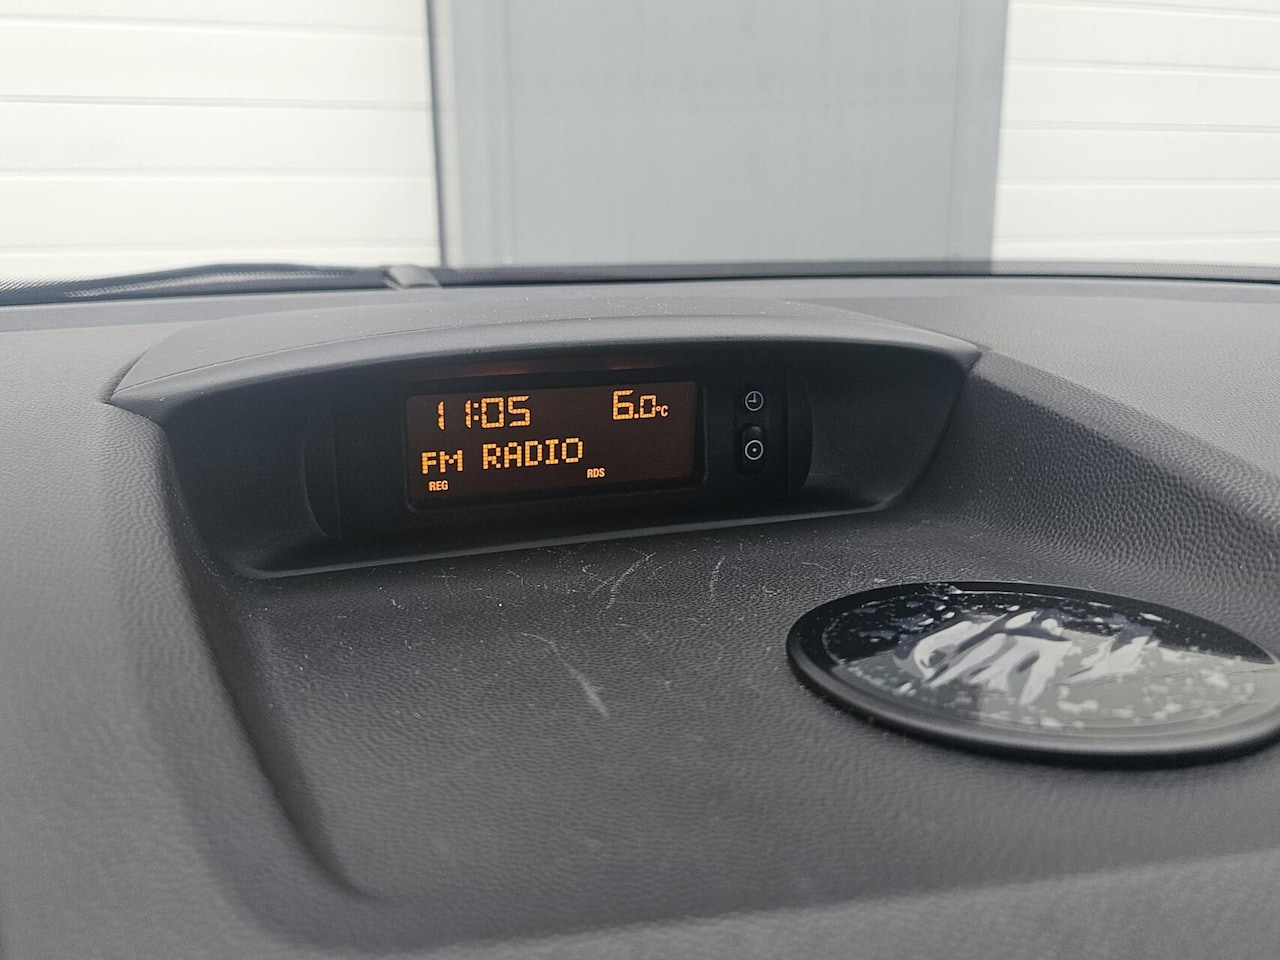 11:05 6.0°C
FM RADIO
REG RDS